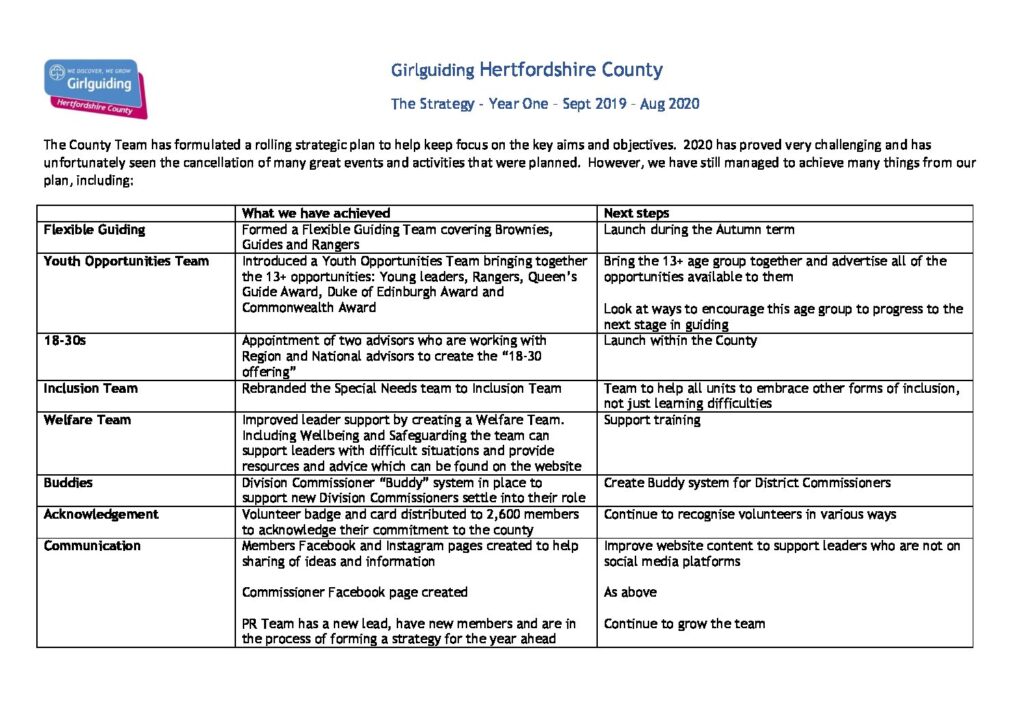 WE DISCOVER, WE GROW
Girlguiding
Hertfordshire County
Girlguiding Hertfordshire County
The Strategy - Year One - Sept 2019 - Aug 2020
The County Team has formulated a rolling strategic plan to help keep focus on the key aims and objectives. 2020 has proved very challenging and has
unfortunately seen the cancellation of many great events and activities that were planned. However, we have still managed to achieve many things from our
plan, including:
What we have achieved
Next steps
Flexible Guiding
Formed a Flexible Guiding Team covering Brownies,
Guides and Rangers
Launch during the Autumn term
Youth Opportunities Team
Introduced a Youth Opportunities Team bringing together
the 13+ opportunities: Young leaders, Rangers, Queen's
Guide Award, Duke of Edinburgh Award and
Commonwealth Award
Bring the 13+ age group together and advertise all of the
opportunities available to them
Look at ways to encourage this age group to progress to the
next stage in guiding
18-30s
Appointment of two advisors who are working with
Region and National advisors to create the "18-30
offering"
Launch within the County
Inclusion Team
Rebranded the Special Needs team to Inclusion Team
Team to help all units to embrace other forms of inclusion,
not just learning difficulties
Welfare Team
Improved leader support by creating a Welfare Team.
Including Wellbeing and Safeguarding the team can
support leaders with difficult situations and provide
resources and advice which can be found on the website
Support training
Buddies
Division Commissioner "Buddy" system in place to
support new Division Commissioners settle into their role
Create Buddy system for District Commissioners
Acknowledgement
Volunteer badge and card distributed to 2,600 members
to acknowledge their commitment to the county
Continue to recognise volunteers in various ways
Communication
Members Facebook and Instagram pages created to help
sharing of ideas and information
Improve website content to support leaders who are not on
social media platforms
Commissioner Facebook page created
As above
PR Team has a new lead, have new members and are in
the process of forming a strategy for the year ahead
Continue to grow the team